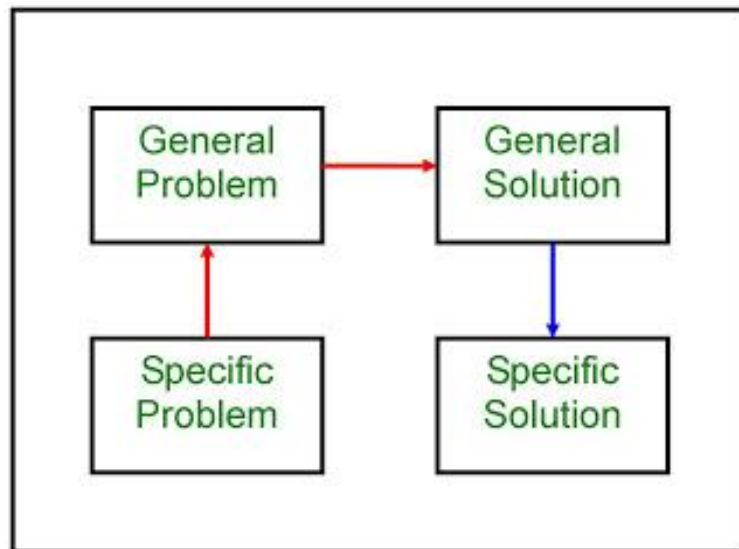 General
Problem
General
Solution
Specific
Problem
Specific
Solution